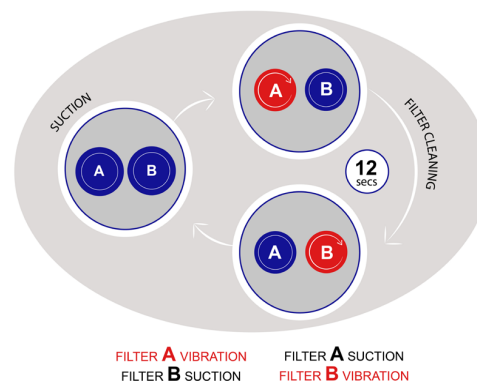 SUCTION
A B
A B
FILTER CLEANING
12
secs
A B
FILTER A VIBRATION
FILTER B SUCTION
FILTER A SUCTION
FILTER B VIBRATION